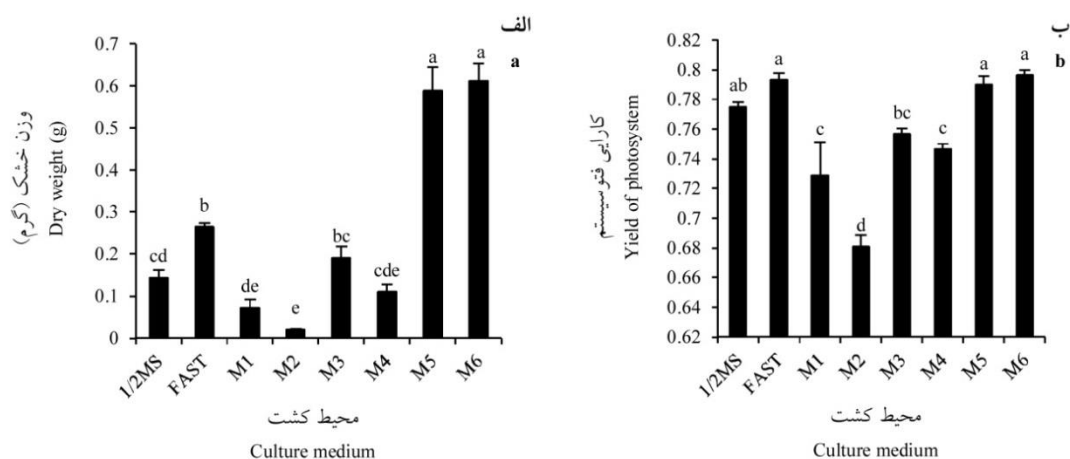 الف
a
وزن خشک (گرم)
Dry weight (g)
0.7
0.6
0.5
0.4
0.3
0.2
0.1
0
cd
b
de
e
bc
cde
a
a
1/2MS
FAST
M1
M2
M3
M4
M5
M6
محیط کشت
Culture medium
ب
b
کارایی فتوسیستم
Yield of photosystem
0.82
0.8
0.78
0.76
0.74
0.72
0.7
0.68
0.66
0.64
0.62
ab
a
c
d
bc
c
a
a
1/2MS
FAST
M1
M2
M3
M4
M5
M6
محیط کشت
Culture medium